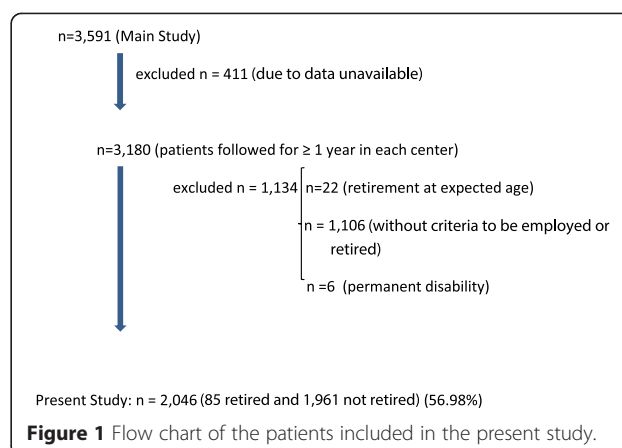 n=3,591 (Main Study)
excluded n = 411 (due to data unavailable)
n=3,180 (patients followed for ≥ 1 year in each center)
excluded n = 1,134 n=22 (retirement at expected age)
n = 1,106 (without criteria to be employed or
retired)
n =6 (permanent disability)
Present Study: n = 2,046 (85 retired and 1,961 not retired) (56.98%)
Figure 1 Flow chart of the patients included in the present study.